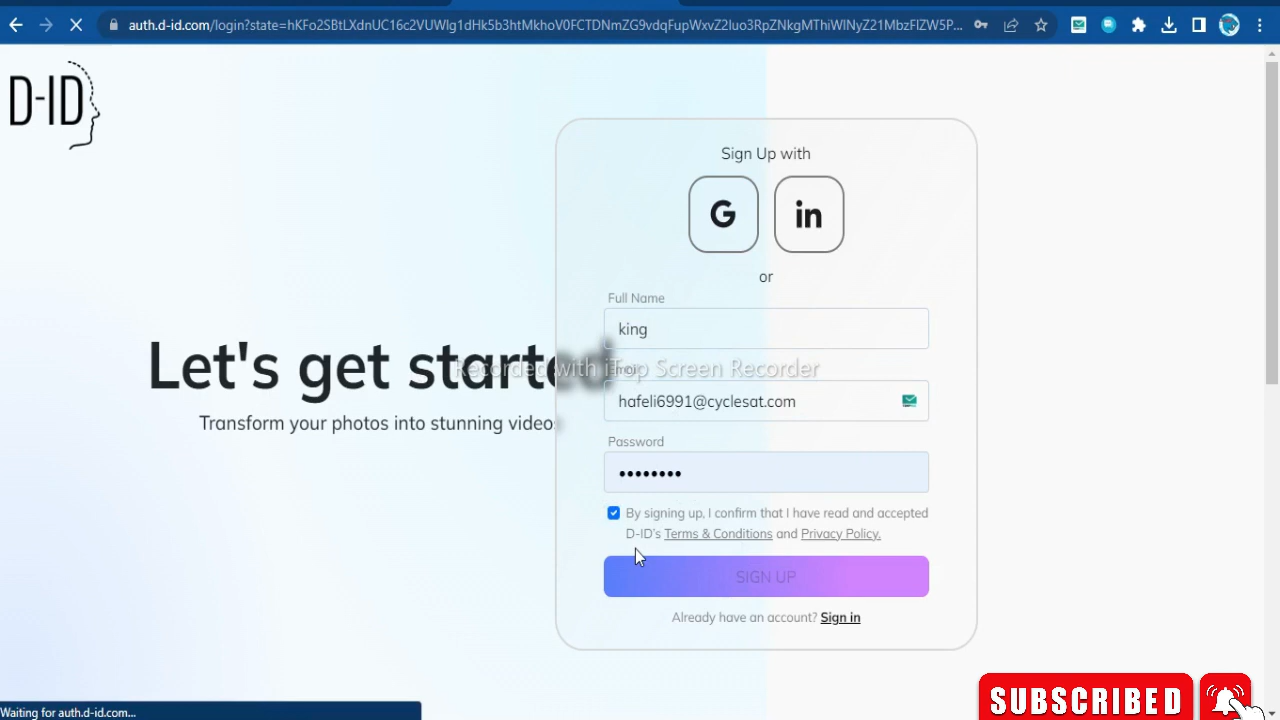 auth.d-id.com/login?state=hKFo2SBtLXdnUC16c2VUWlg1dHk5b3htMkhoV0FCTDNmZG9vdqFupWxvZ2luo3RpZNkgMThiWlNyZ21MbzFlZW5P...
D-ID
Sign Up with
G
in
or
Full Name
king
Let's get started
Recorded with iTop Screen Recorder
hafeli6991@cyclesat.com
Transform your photos into stunning videos
Password
••••••••
By signing up, I confirm that I have read and accepted
D-ID's Terms & Conditions and Privacy Policy.
SIGN UP
Already have an account? Sign in
SUBSCRIBED
Waiting for auth.d-id.com...